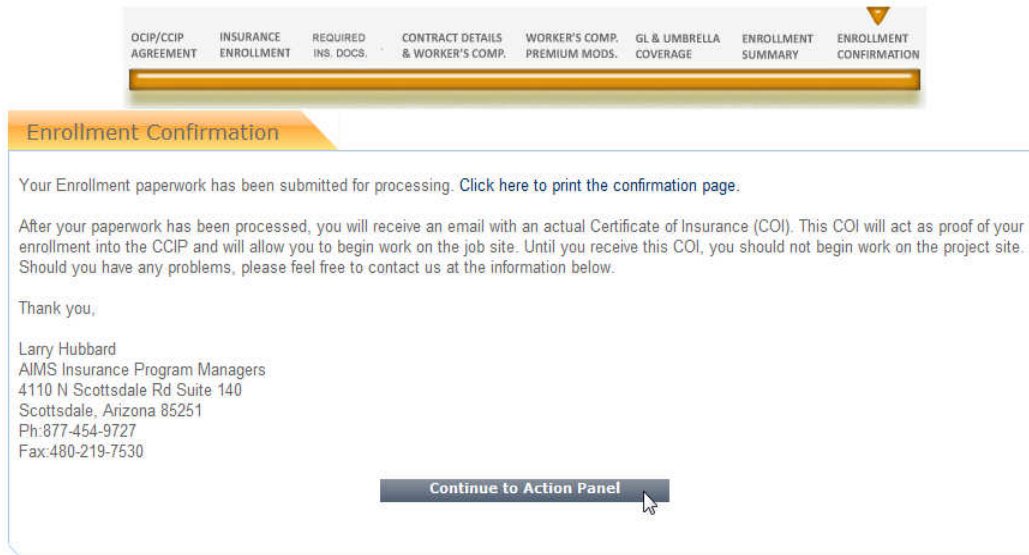 OCIP/CCIP
AGREEMENT
INSURANCE
ENROLLMENT
REQUIRED
INS. DOCS.
CONTRACT DETAILS
& WORKER'S COMP.
WORKER'S COMP.
PREMIUM MODS.
GL & UMBRELLA
COVERAGE
ENROLLMENT
SUMMARY
ENROLLMENT
CONFIRMATION
Enrollment Confirmation
Your Enrollment paperwork has been submitted for processing. Click here to print the confirmation page.
After your paperwork has been processed, you will receive an email with an actual Certificate of Insurance (COI). This COI will act as proof of your
enrollment into the CCIP and will allow you to begin work on the job site. Until you receive this COI, you should not begin work on the project site.
Should you have any problems, please feel free to contact us at the information below.
Thank you,
Larry Hubbard
AIMS Insurance Program Managers
4110 N Scottsdale Rd Suite 140
Scottsdale, Arizona 85251
Ph:877-454-9727
Fax:480-219-7530
Continue to Action Panel